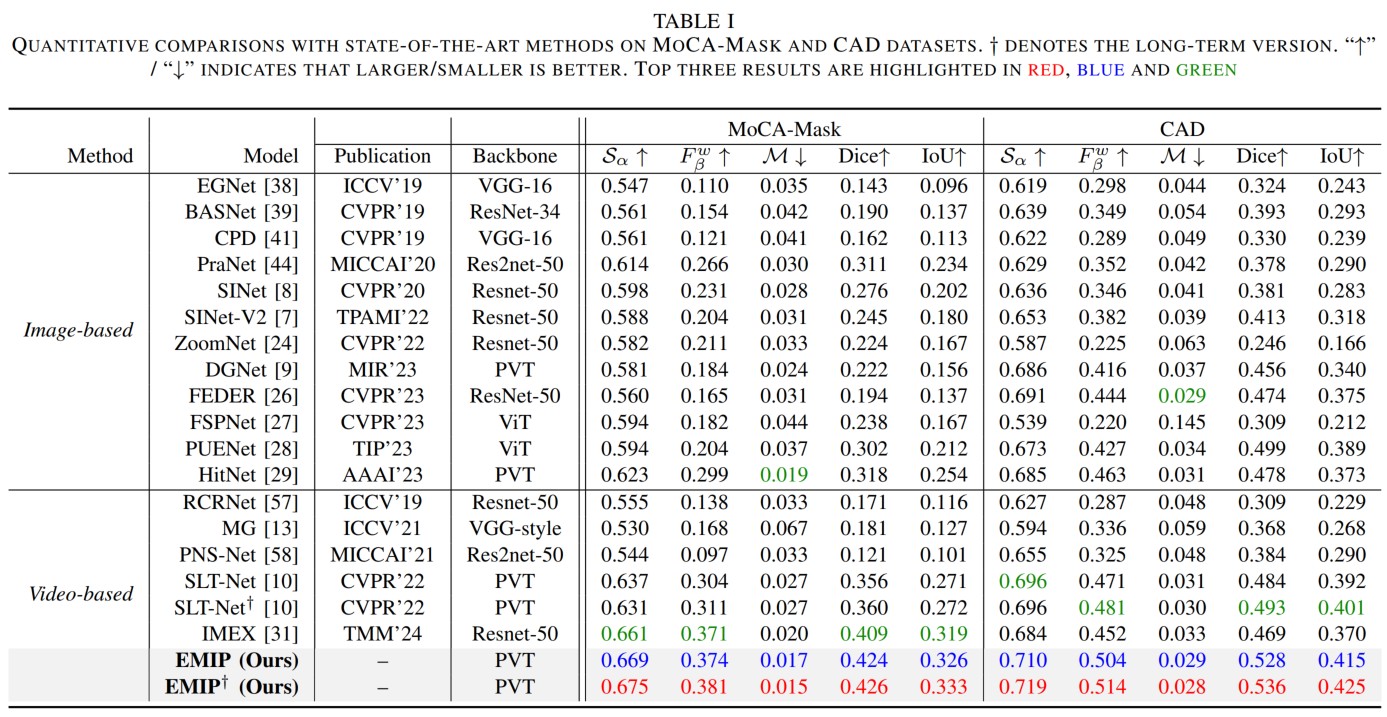 TABLE I
QUANTITATIVE COMPARISONS WITH STATE-OF-THE-ART METHODS ON MOCA-MASK AND CAD DATASETS. † DENOTES THE LONG-TERM VERSION. “↑”
/ “↓” INDICATES THAT LARGER/SMALLER IS BETTER. TOP THREE RESULTS ARE HIGHLIGHTED IN RED, BLUE AND GREEN
MoCA-Mask CAD
Method Model Publication Backbone Sα ↑ Fβw ↑ M ↓ Dice↑ IoU↑ Sα ↑ Fβw ↑ M ↓ Dice↑ IoU↑
EGNet [38] ICCV’19 VGG-16 0.547 0.110 0.035 0.143 0.096 0.619 0.298 0.044 0.324 0.243
BASNet [39] CVPR’19 ResNet-34 0.561 0.154 0.042 0.190 0.137 0.639 0.349 0.054 0.393 0.293
CPD [41] CVPR’19 VGG-16 0.561 0.121 0.041 0.162 0.113 0.622 0.289 0.049 0.330 0.239
PraNet [44] MICCAI’20 Res2net-50 0.614 0.266 0.030 0.311 0.234 0.629 0.352 0.042 0.378 0.290
SINet [8] CVPR’20 Resnet-50 0.598 0.231 0.028 0.276 0.202 0.636 0.346 0.041 0.381 0.283
Image-based SINet-V2 [7] TPAMI’22 Resnet-50 0.588 0.204 0.031 0.245 0.180 0.653 0.382 0.039 0.413 0.318
ZoomNet [24] CVPR’22 Resnet-50 0.582 0.211 0.033 0.224 0.167 0.587 0.225 0.063 0.246 0.166
DGNet [9] MIR’23 PVT 0.581 0.184 0.024 0.222 0.156 0.686 0.416 0.037 0.456 0.340
FEDER [26] CVPR’23 ResNet-50 0.560 0.165 0.031 0.194 0.137 0.691 0.444 0.029 0.474 0.375
FSPNet [27] CVPR’23 ViT 0.594 0.182 0.044 0.238 0.167 0.539 0.220 0.145 0.309 0.212
PUENet [28] TIP’23 ViT 0.594 0.204 0.037 0.302 0.212 0.673 0.427 0.034 0.499 0.389
HitNet [29] AAAI’23 PVT 0.623 0.299 0.019 0.318 0.254 0.685 0.463 0.031 0.478 0.373
RCRNet [57] ICCV’19 Resnet-50 0.555 0.138 0.033 0.171 0.116 0.627 0.287 0.048 0.309 0.229
MG [13] ICCV’21 VGG-style 0.530 0.168 0.067 0.181 0.127 0.594 0.336 0.059 0.368 0.268
PNS-Net [58] MICCAI’21 Res2net-50 0.544 0.097 0.033 0.121 0.101 0.655 0.325 0.048 0.384 0.290
Video-based SLT-Net [10] CVPR’22 PVT 0.637 0.304 0.027 0.356 0.271 0.696 0.471 0.031 0.484 0.392
SLT-Net† [10] CVPR’22 PVT 0.631 0.311 0.027 0.360 0.272 0.696 0.481 0.030 0.493 0.401
IMEX [31] TMM’24 Resnet-50 0.661 0.371 0.020 0.409 0.319 0.684 0.452 0.033 0.469 0.370
EMIP (Ours) – PVT 0.669 0.374 0.017 0.424 0.326 0.710 0.504 0.029 0.528 0.415
EMIP† (Ours) – PVT 0.675 0.381 0.015 0.426 0.333 0.719 0.514 0.028 0.536 0.425